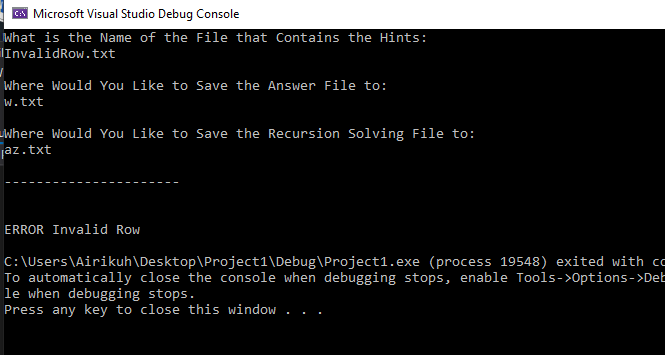 Microsoft Visual Studio Debug Console
What is the Name of the File that Contains the Hints:
InvalidRow.txt
Where Would You Like to Save the Answer File to:
w.txt
Where Would You Like to Save the Recursion Solving File to:
az.txt
----------------------
ERROR Invalid Row
C:\Users\Airikuh\Desktop\Project1\Debug\Project1.exe (process 19548) exited with
To automatically close the console when debugging stops, enable Tools->Options->Deb
le when debugging stops.
Press any key to close this window . . .